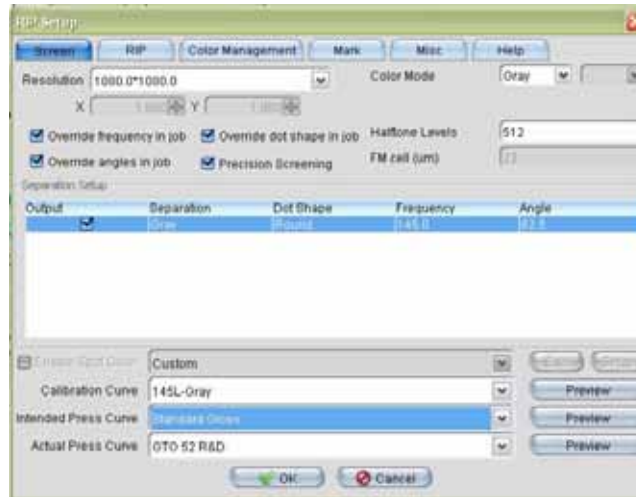 RIP Setup
Screen RIP Color Management Mark Misc Help
Resolution 1000.0*1000.0 Color Mode Gray
X Y
Override frequency in job Override dot shape in job Halftone Levels 512
Override angles in job Precision Screening FM cell (um)
Separation Setup
Output Separation Dot Shape Frequency Angle
Gray Round 145.0
Custom
Calibration Curve 145L-Gray Preview
Intended Press Curve Standard Gross Preview
Actual Press Curve GTO 52 R&D Preview
OK Cancel